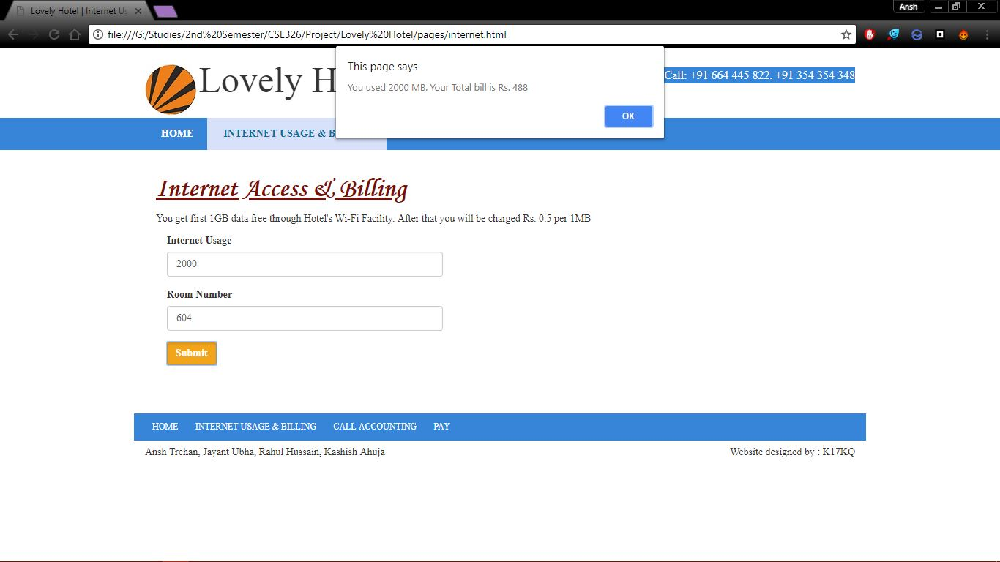 Lovely Hotel | Internet Us
Ansh
file:///G:/Studies/2nd%20Semester/CSE326/Project/Lovely%20Hotel/pages/internet.html
This page says
You used 2000 MB. Your Total bill is Rs. 488
OK
Lovely H
Call: +91 664 445 822, +91 354 354 348
HOME INTERNET USAGE & B
Internet Access & Billing
You get first 1GB data free through Hotel's Wi-Fi Facility. After that you will be charged Rs. 0.5 per 1MB
Internet Usage
2000
Room Number
604
Submit
HOME INTERNET USAGE & BILLING CALL ACCOUNTING PAY
Ansh Trehan, Jayant Ubha, Rahul Hussain, Kashish Ahuja Website designed by : K17KQ